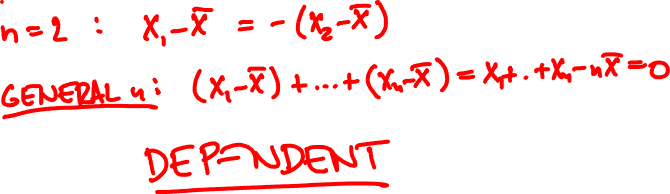 n=2 : X₁-X̄ = -(X₂-X̄)
GENERAL n: (X₁-X̄)+...+(Xₙ-X̄)=X₁+..+Xₙ-nX̄=0
DEPENDENT